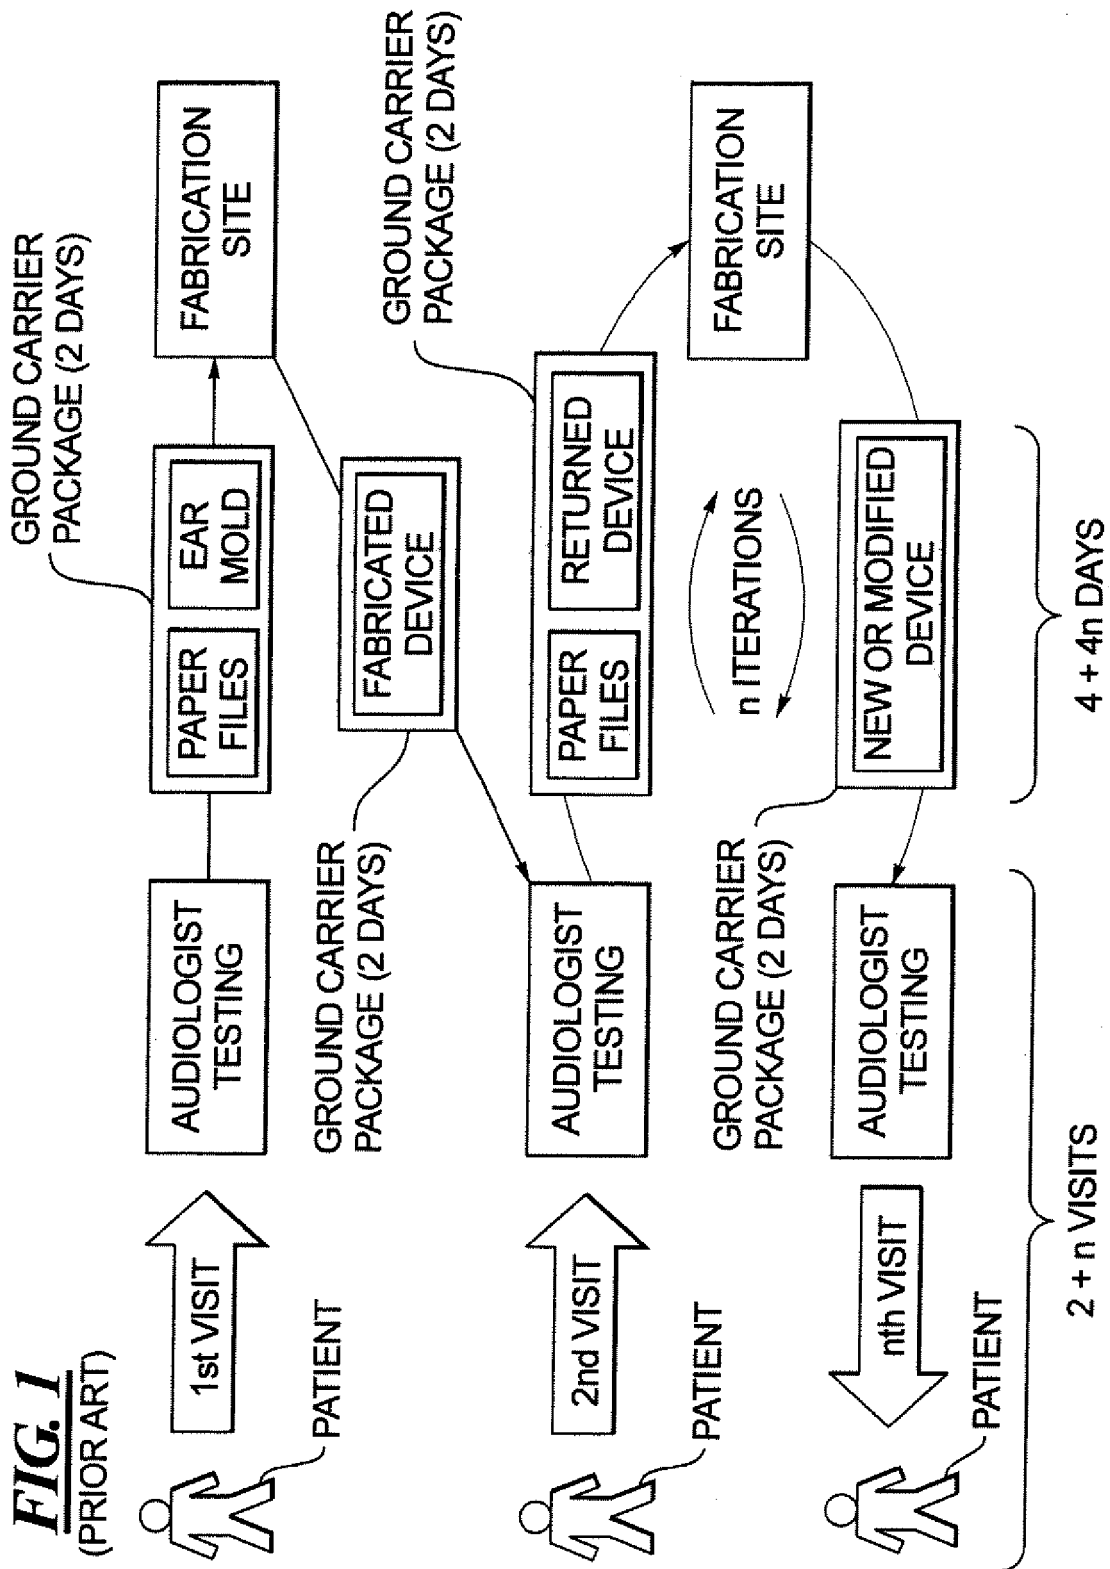 FIG. 1
(PRIOR ART)
GROUND CARRIER
PACKAGE (2 DAYS)
1st VISIT
AUDIOLOGIST
TESTING
PAPER
FILES
EAR
MOLD
FABRICATION
SITE
PATIENT
GROUND CARRIER
PACKAGE (2 DAYS)
FABRICATED
DEVICE
GROUND CARRIER
PACKAGE (2 DAYS)
2nd VISIT
AUDIOLOGIST
TESTING
PAPER
FILES
RETURNED
DEVICE
PATIENT
GROUND CARRIER
PACKAGE (2 DAYS)
n ITERATIONS
FABRICATION
SITE
nth VISIT
AUDIOLOGIST
TESTING
NEW OR MODIFIED
DEVICE
PATIENT
2 + n VISITS
4 + 4n DAYS